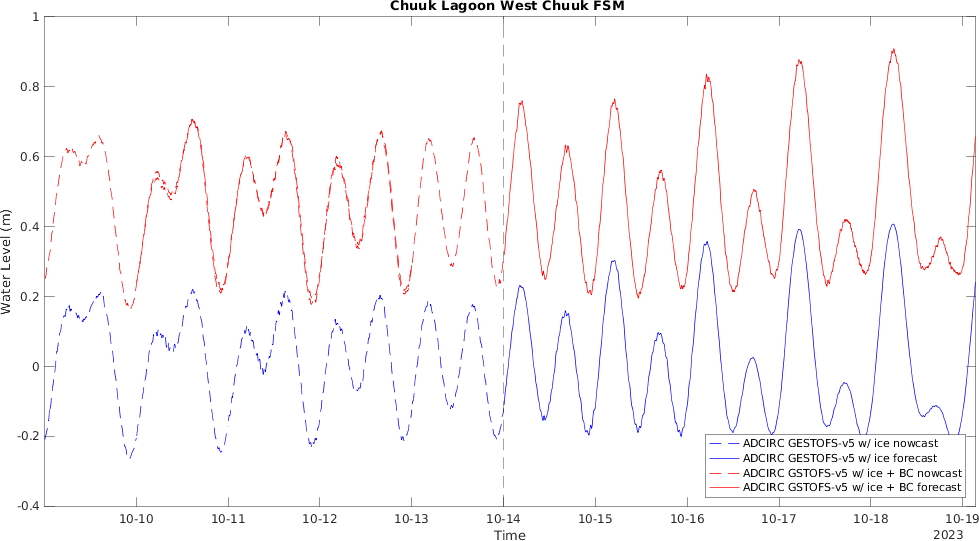 Chuuk Lagoon West Chuuk FSM
1
0.8
0.6
0.4
0.2
0
-0.2
-0.4
Water Level (m)
10-10
10-11
10-12
10-13
10-14
10-15
10-16
10-17
10-18
10-19
Time
2023
ADCIRC GESTOFS-v5 w/ ice nowcast
ADCIRC GESTOFS-v5 w/ ice forecast
ADCIRC GSTOFS-v5 w/ ice + BC nowcast
ADCIRC GSTOFS-v5 w/ ice + BC forecast